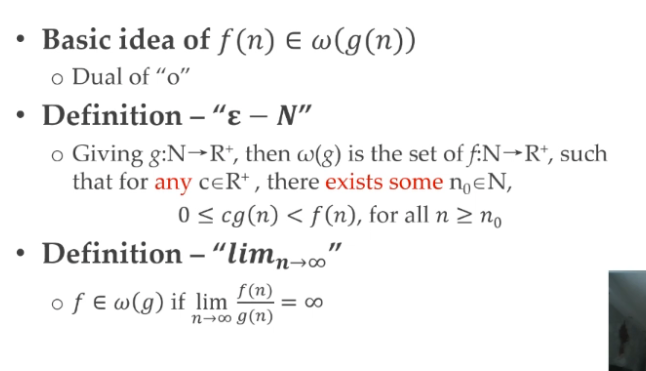 • Basic idea of f(n) ∈ ω(g(n))
o Dual of “o”
• Definition – “ε – N”
o Giving g:N→R⁺, then ω(g) is the set of f:N→R⁺, such
that for any c∈R⁺ , there exists some n₀∈N,
0 ≤ cg(n) < f(n), for all n ≥ n₀
• Definition – “limₙ→∞”
o f ∈ ω(g) if lim n→∞ f(n)/g(n) = ∞